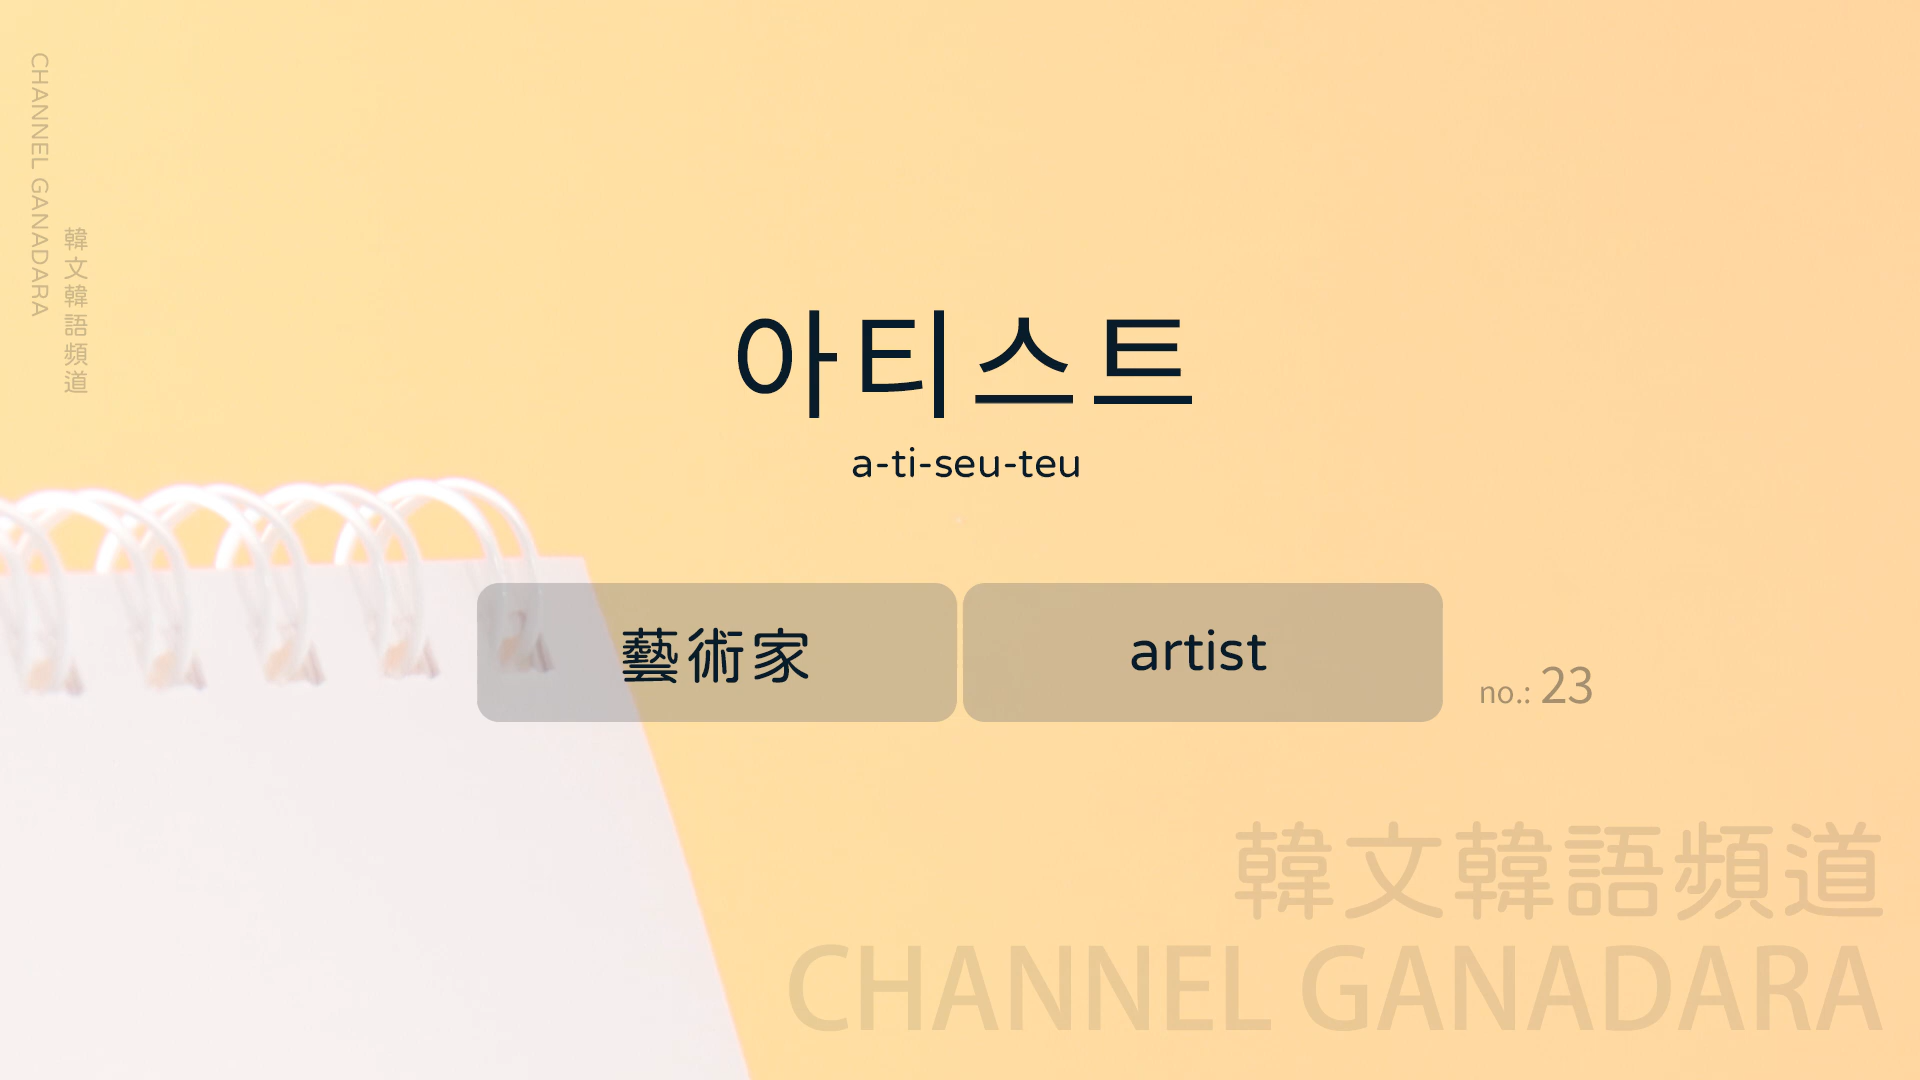 CHANNEL GANADARA
韓文韓語頻道
아티스트
a-ti-seu-teu
藝術家
artist
no.: 23
韓文韓語頻道
CHANNEL GANADARA